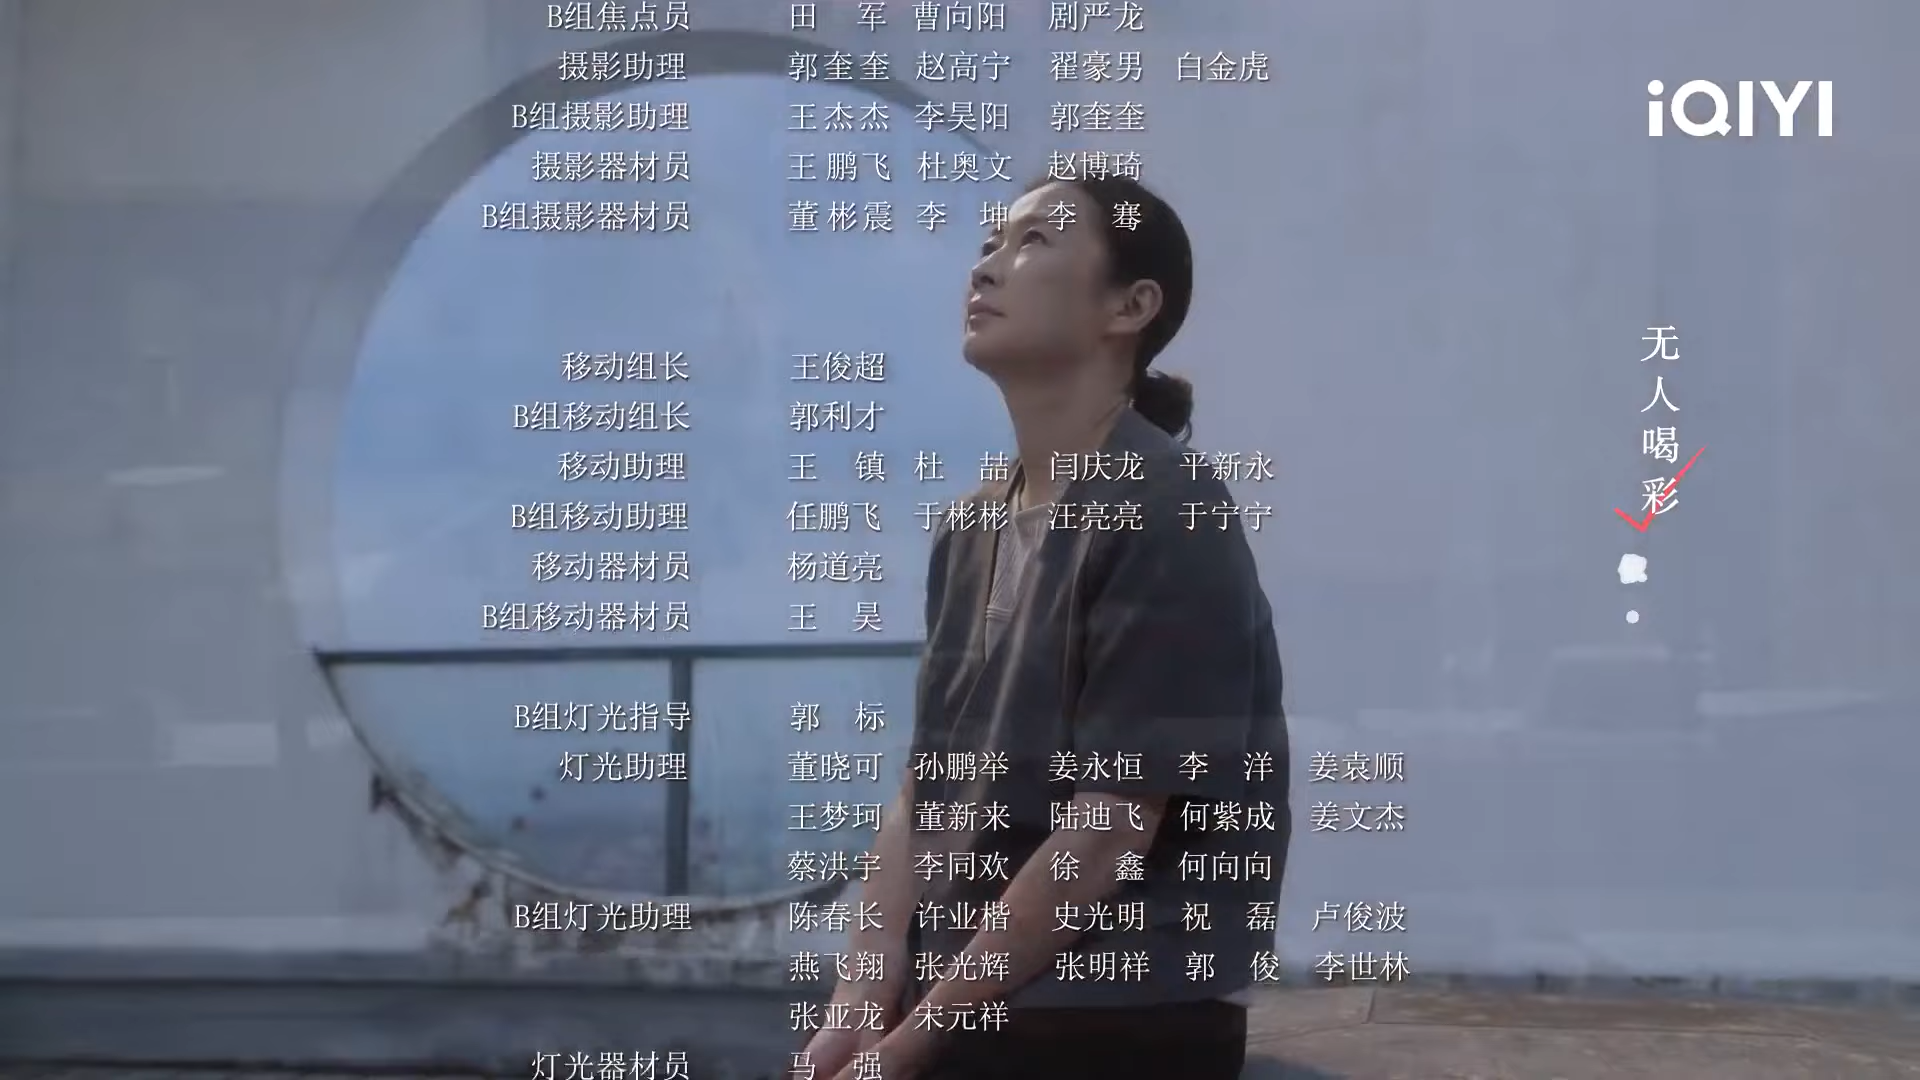 B组焦点员 田 军 曹向阳 剧严龙
摄影助理 郭奎奎 赵高宁 翟豪男 白金虎
B组摄影助理 王杰杰 李昊阳 郭奎奎
摄影器材员 王鹏飞 杜奥文 赵博琦
B组摄影器材员 董彬震 李 坤 李 骞
移动组长 王俊超
B组移动组长 郭利才
移动助理 王 镇 杜 喆 闫庆龙 平新永
B组移动助理 任鹏飞 于彬彬 汪亮亮 于宁宁
移动器材员 杨道亮
B组移动器材员 王 昊
B组灯光指导 郭 标
灯光助理 董晓可 孙鹏举 姜永恒 李 洋 姜袁顺
王梦珂 董新来 陆迪飞 何紫成 姜文杰
蔡洪宇 李同欢 徐 鑫 何向向
B组灯光助理 陈春长 许业楷 史光明 祝 磊 卢俊波
燕飞翔 张光辉 张明祥 郭 俊 李世林
张亚龙 宋元祥
灯光器材员 马 强
iQIYI
无人喝彩